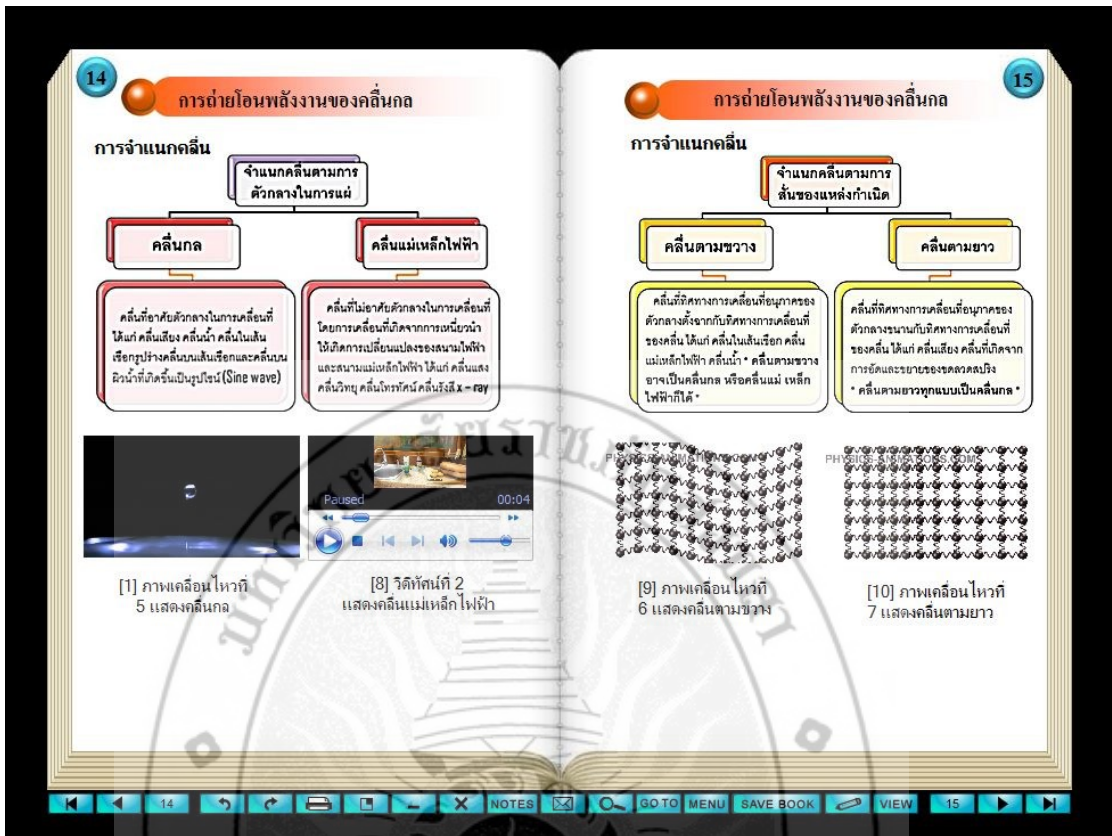 14
การถ่ายโอนพลังงานของคลื่นกล
การจำแนกคลื่น
จำแนกคลื่นตามการ
ตัวกลางในการแผ่
คลื่นกล
คลื่นแม่เหล็กไฟฟ้า
คลื่นที่อาศัยตัวกลางในการเคลื่อนที่
ได้แก่ คลื่นเสียง คลื่นน้ำ คลื่นในเส้น
เชือกรูปร่างคลื่นบนเส้นเชือกและคลื่นบน
ผิวน้ำที่เกิดขึ้นเป็นรูปไซน์ (Sine wave)
คลื่นที่ไม่อาศัยตัวกลางในการเคลื่อนที่
โดยการเคลื่อนที่เกิดจากการเหนี่ยวนำ
ให้เกิดการเปลี่ยนแปลงของสนามไฟฟ้า
และสนามแม่เหล็กไฟฟ้า ได้แก่ คลื่นแสง
คลื่นวิทยุ คลื่นโทรทัศน์ คลื่นรังสี x – ray
Paused 00:04
[1] ภาพเคลื่อนไหวที่
5 แสดงคลื่นกล
[8] วิดีทัศน์ที่ 2
แสดงคลื่นแม่เหล็กไฟฟ้า
15
การถ่ายโอนพลังงานของคลื่นกล
การจำแนกคลื่น
จำแนกคลื่นตามการ
สั่นของแหล่งกำเนิด
คลื่นตามขวาง
คลื่นตามยาว
คลื่นที่ทิศทางการเคลื่อนที่อนุภาคของ
ตัวกลางตั้งฉากกับทิศทางการเคลื่อนที่
ของคลื่น ได้แก่ คลื่นในเส้นเชือก คลื่น
แม่เหล็กไฟฟ้า คลื่นน้ำ * คลื่นตามขวาง
อาจเป็นคลื่นกล หรือคลื่นแม่ เหล็ก
ไฟฟ้าก็ได้ *
คลื่นที่ทิศทางการเคลื่อนที่อนุภาคของ
ตัวกลางขนานกับทิศทางการเคลื่อนที่
ของคลื่น ได้แก่ คลื่นเสียง คลื่นที่เกิดจาก
การอัดและขยายของขดลวดสปริง
* คลื่นตามยาวทุกแบบเป็นคลื่นกล *
PHYSICS-ANIMATIONS.COM
PHYSICS-ANIMATIONS.COM
[9] ภาพเคลื่อนไหวที่
6 แสดงคลื่นตามขวาง
[10] ภาพเคลื่อนไหวที่
7 แสดงคลื่นตามยาว
14 NOTES GO TO MENU SAVE BOOK VIEW 15